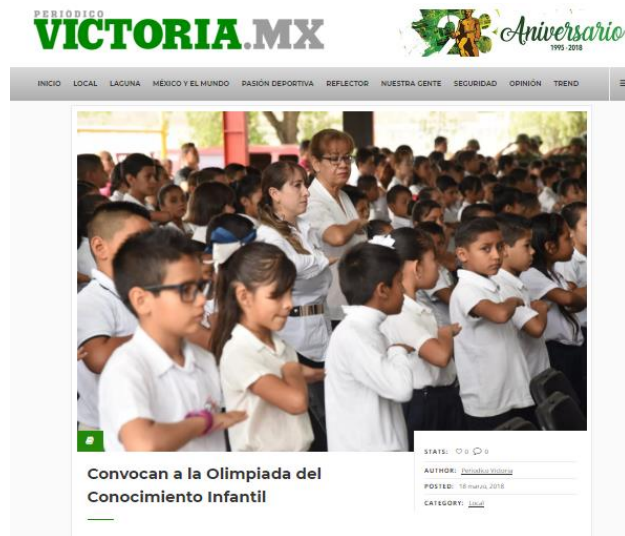 PERIODICO
VICTORIA.MX
Aniversario
1995 - 2018
INICIO LOCAL LAGUNA MÉXICO Y EL MUNDO PASIÓN DEPORTIVA REFLECTOR NUESTRA GENTE SEGURIDAD OPINIÓN TREND
STATS: 0 0
AUTHOR: Periodico Victoria
POSTED: 18 marzo, 2018
CATEGORY: Local
Convocan a la Olimpiada del
Conocimiento Infantil